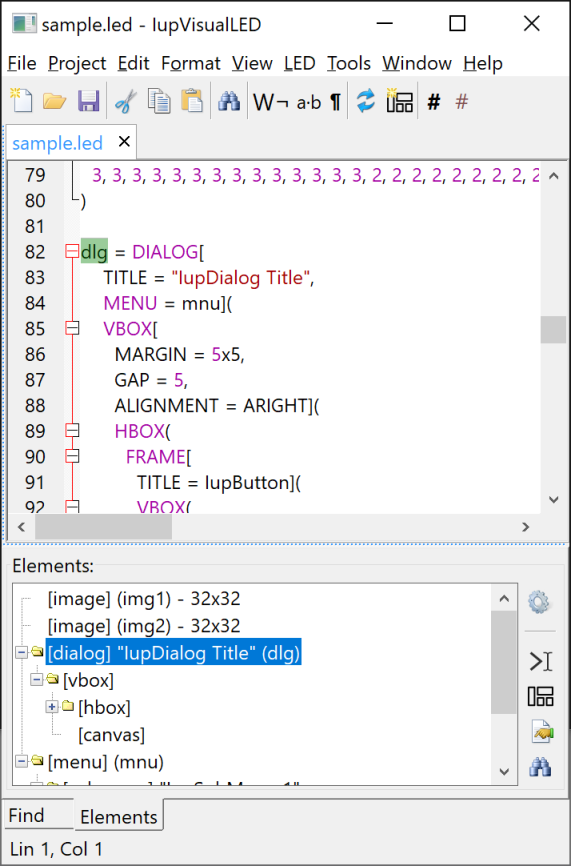 sample.led - IupVisualLED
File Project Edit Format View LED Tools Window Help
W¬ a·b ¶ # #
sample.led
79 3, 3, 3, 3, 3, 3, 3, 3, 3, 3, 3, 3, 3, 3, 2, 2, 2, 2, 2, 2, 2, 2, 2
80 )
81
82 dlg = DIALOG[
83 TITLE = "IupDialog Title",
84 MENU = mnu](
85 VBOX[
86 MARGIN = 5x5,
87 GAP = 5,
88 ALIGNMENT = ARIGHT](
89 HBOX(
90 FRAME[
91 TITLE = IupButton](
92 VBOX(
Elements:
[image] (img1) - 32x32
[image] (img2) - 32x32
[dialog] "IupDialog Title" (dlg)
[vbox]
[hbox]
[canvas]
[menu] (mnu)
Find Elements
Lin 1, Col 1